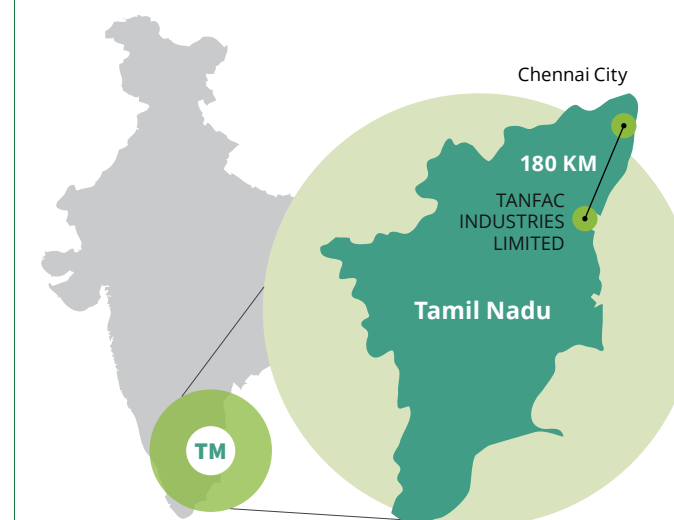 Chennai City
180 KM
TANFAC
INDUSTRIES
LIMITED
Tamil Nadu
TM